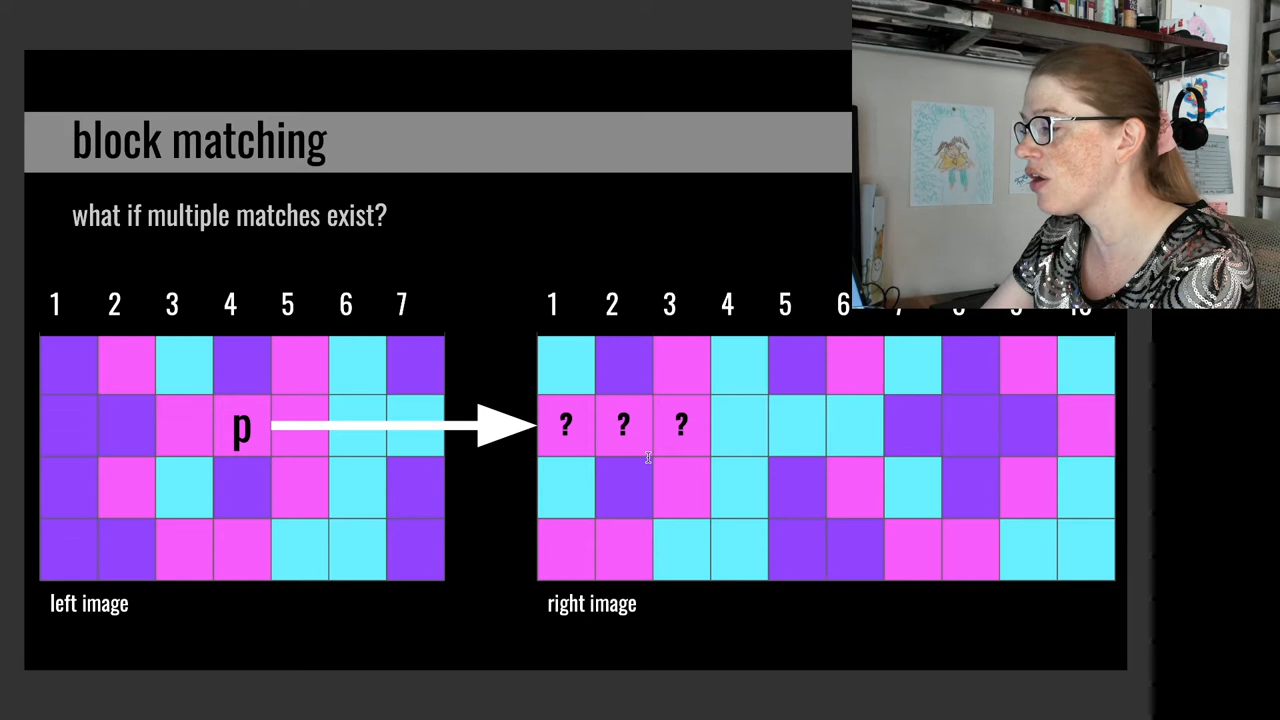 block matching
what if multiple matches exist?
1 2 3 4 5 6 7
1 2 3 4 5 6
p
? ? ?
left image
right image